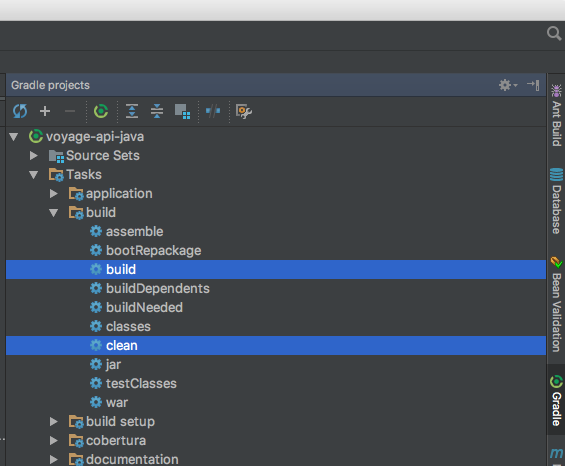 Gradle projects
voyage-api-java
Source Sets
Tasks
application
build
assemble
bootRepackage
build
buildDependents
buildNeeded
classes
clean
jar
testClasses
war
build setup
cobertura
documentation
Ant Build
Database
Bean Validation
Gradle
m